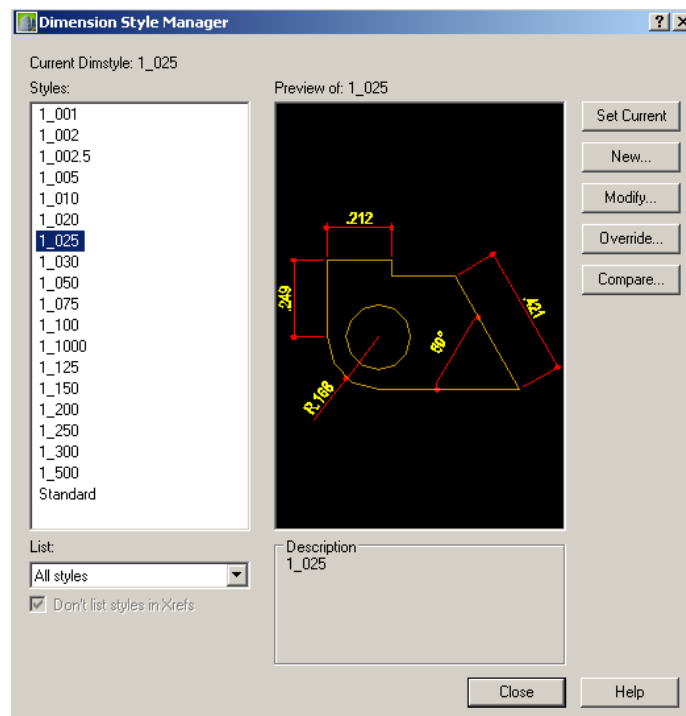 Dimension Style Manager
Current Dimstyle: 1_025
Styles:
1_001
1_002
1_002.5
1_005
1_010
1_020
1_025
1_030
1_050
1_075
1_100
1_1000
1_125
1_150
1_200
1_250
1_300
1_500
Standard
List:
All styles
Don't list styles in Xrefs
Preview of: 1_025
.212
.249
.421
60°
R.168
Description
1_025
Set Current
New...
Modify...
Override...
Compare...
Close
Help